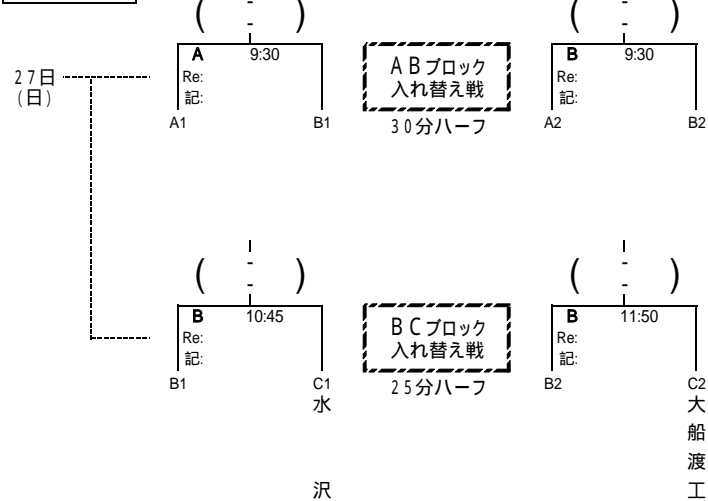 ( - - )
( - - )
A 9:30
Re:
記:
A1 B1
ABブロック
入れ替え戦
30分ハーフ
B 9:30
Re:
記:
A2 B2
27日
(日)
( - - )
( - - )
B 10:45
Re:
記:
B1 C1
水沢
BCブロック
入れ替え戦
25分ハーフ
B 11:50
Re:
記:
B2 C2
大船渡工